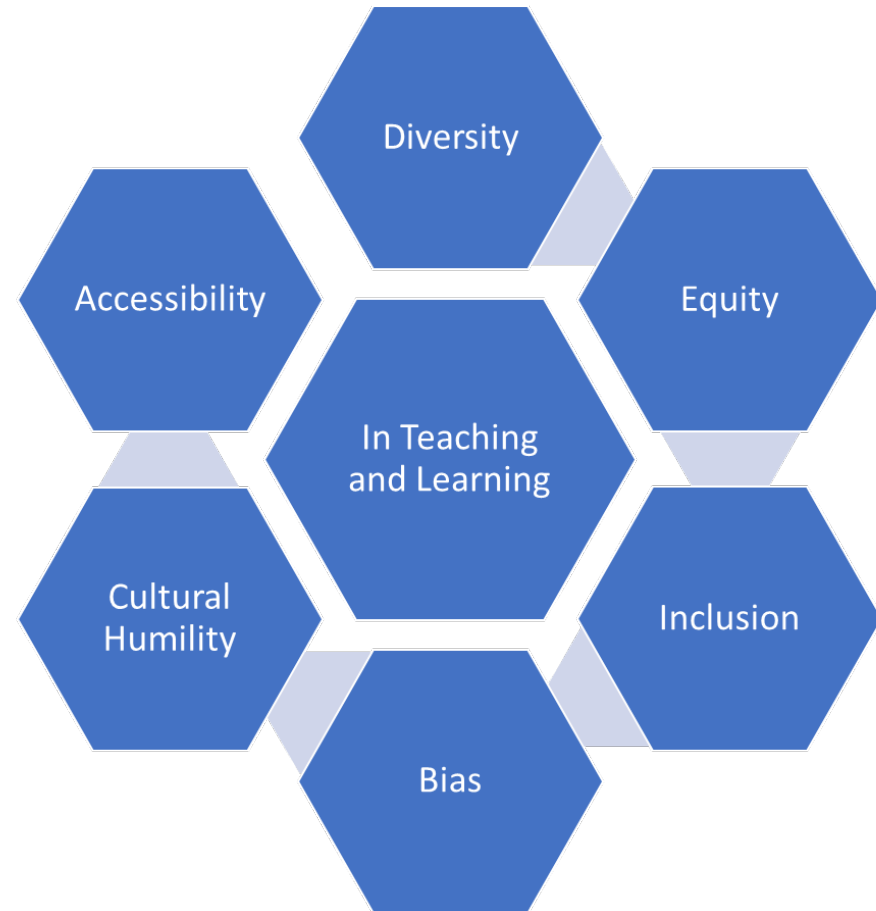 Diversity
Equity
Inclusion
Bias
Cultural
Humility
Accessibility
In Teaching
and Learning